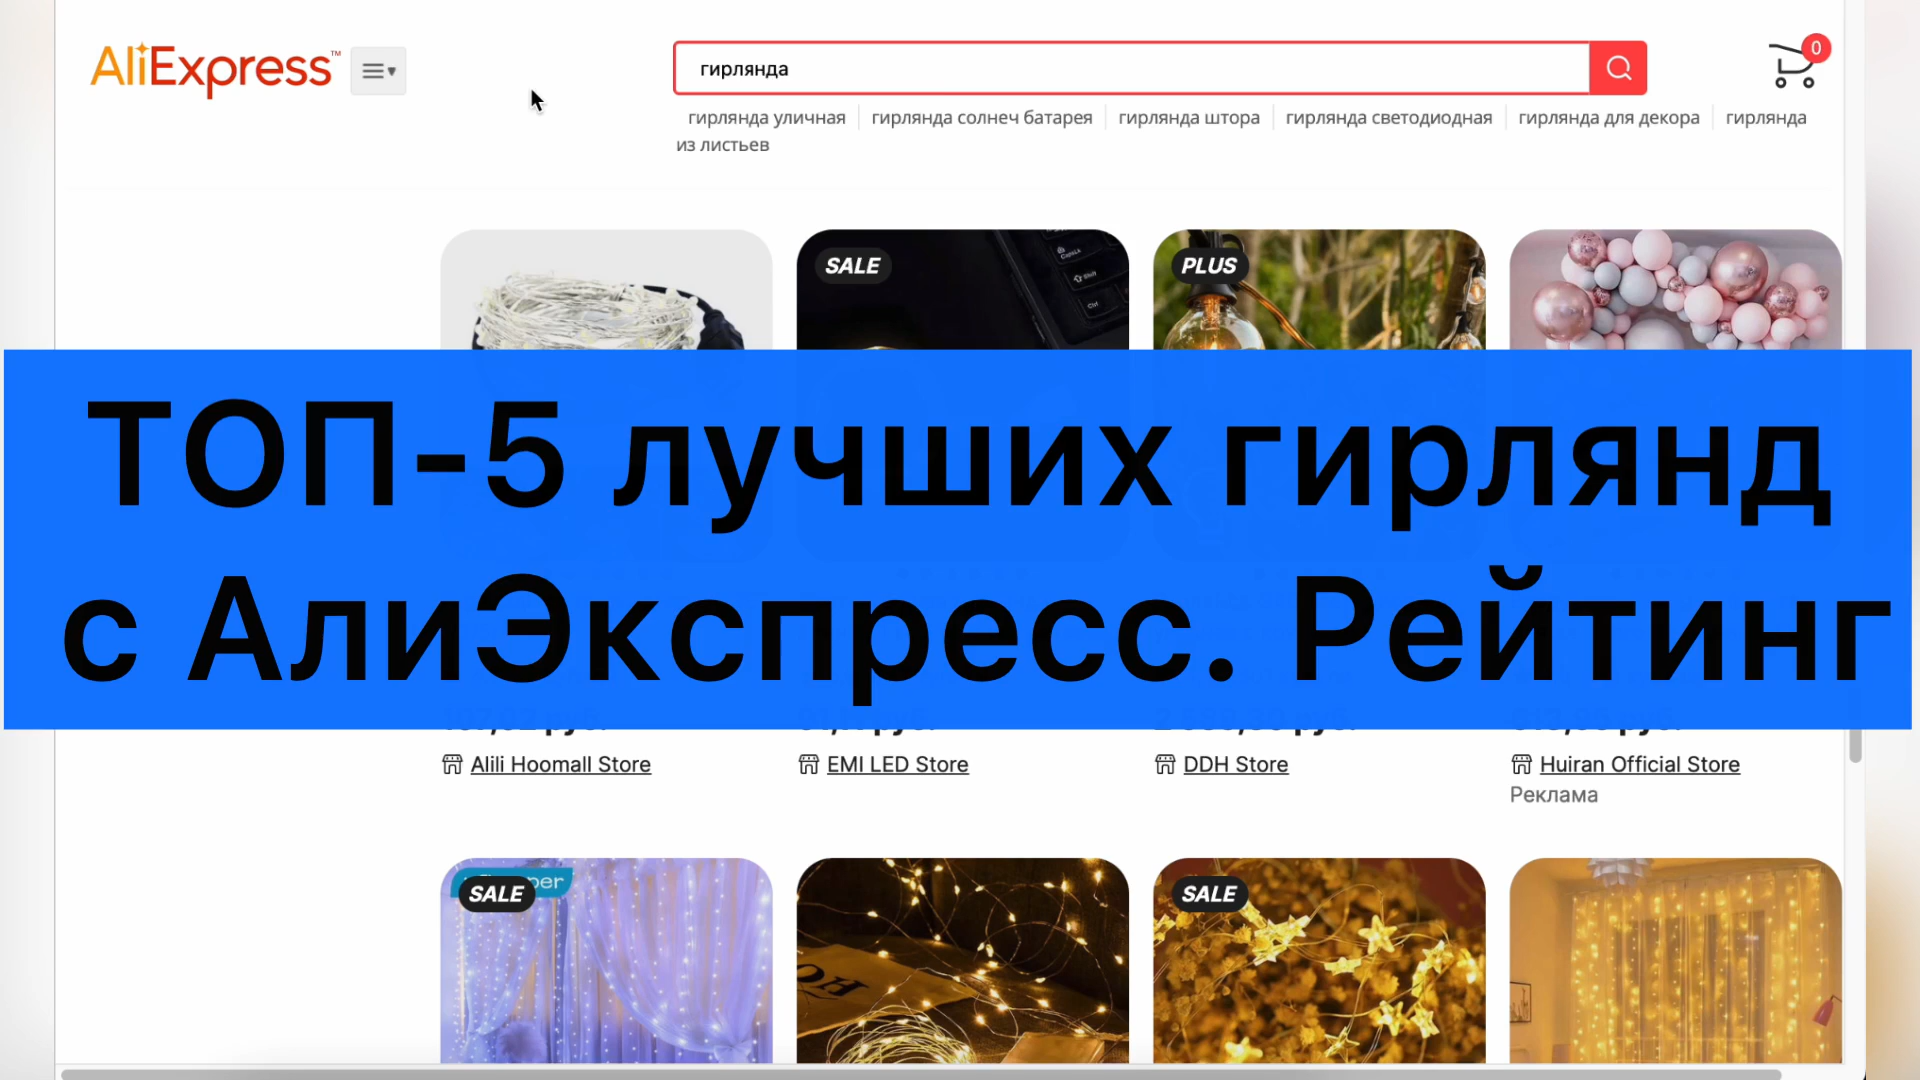 AliExpress™
гирлянда
0
гирлянда уличная
гирлянда солнеч батарея
гирлянда штора
гирлянда светодиодная
гирлянда для декора
гирлянда
из листьев
SALE
PLUS
ТОП-5 лучших гирлянд
с АлиЭкспресс. Рейтинг
Alili Hoomall Store
EMI LED Store
DDH Store
Huiran Official Store
Реклама
SALE
SALE